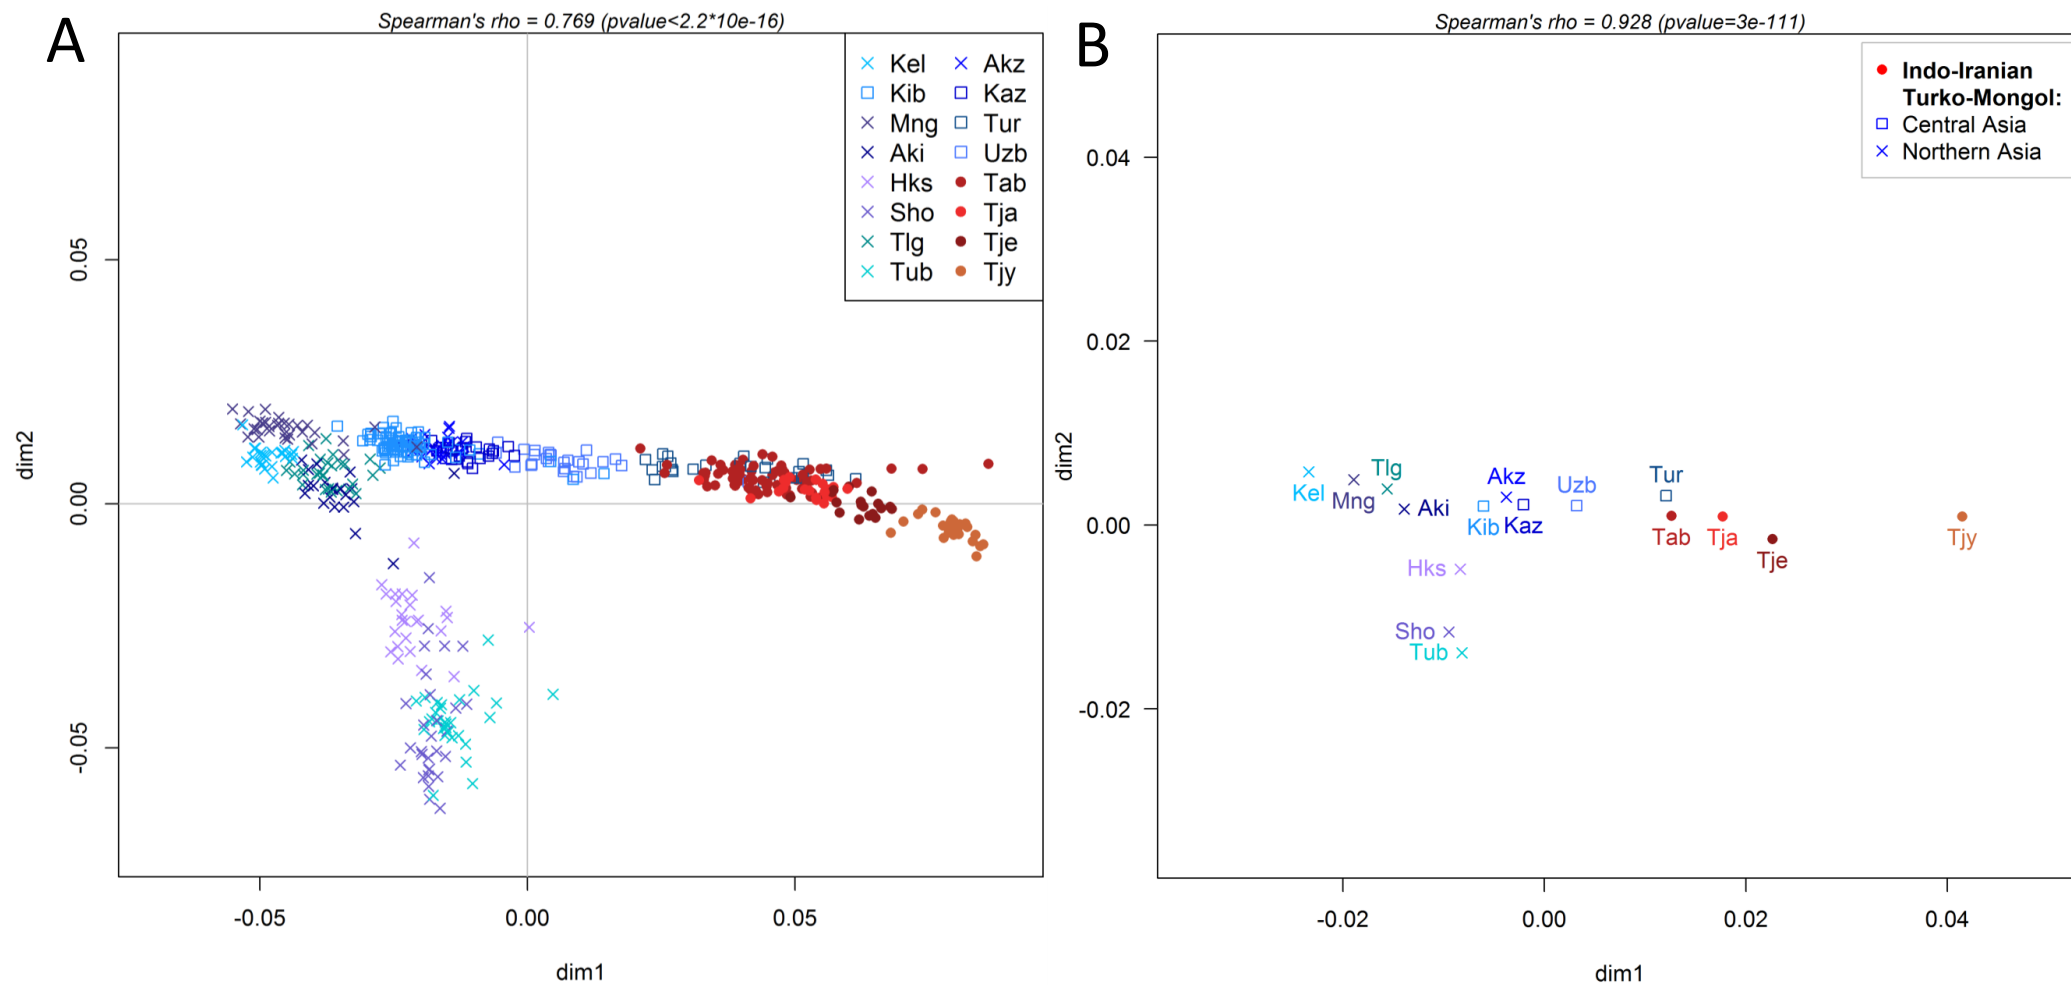 A
Spearman's rho = 0.769 (pvalue<2.2*10e-16)
Kel
Kib
Mng
Aki
Hks
Sho
Tlg
Tub
Akz
Kaz
Tur
Uzb
Tab
Tja
Tje
Tjy
dim2
0.05
0.00
-0.05
-0.05
0.00
0.05
dim1
B
Spearman's rho = 0.928 (pvalue=3e-111)
Indo-Iranian
Turko-Mongol:
Central Asia
Northern Asia
dim2
0.04
0.02
0.00
-0.02
Kel
Mng
Tlg
Aki
Akz
Kib
Kaz
Uzb
Tur
Tab
Tja
Tje
Tjy
Hks
Sho
Tub
-0.02
0.00
0.02
0.04
dim1